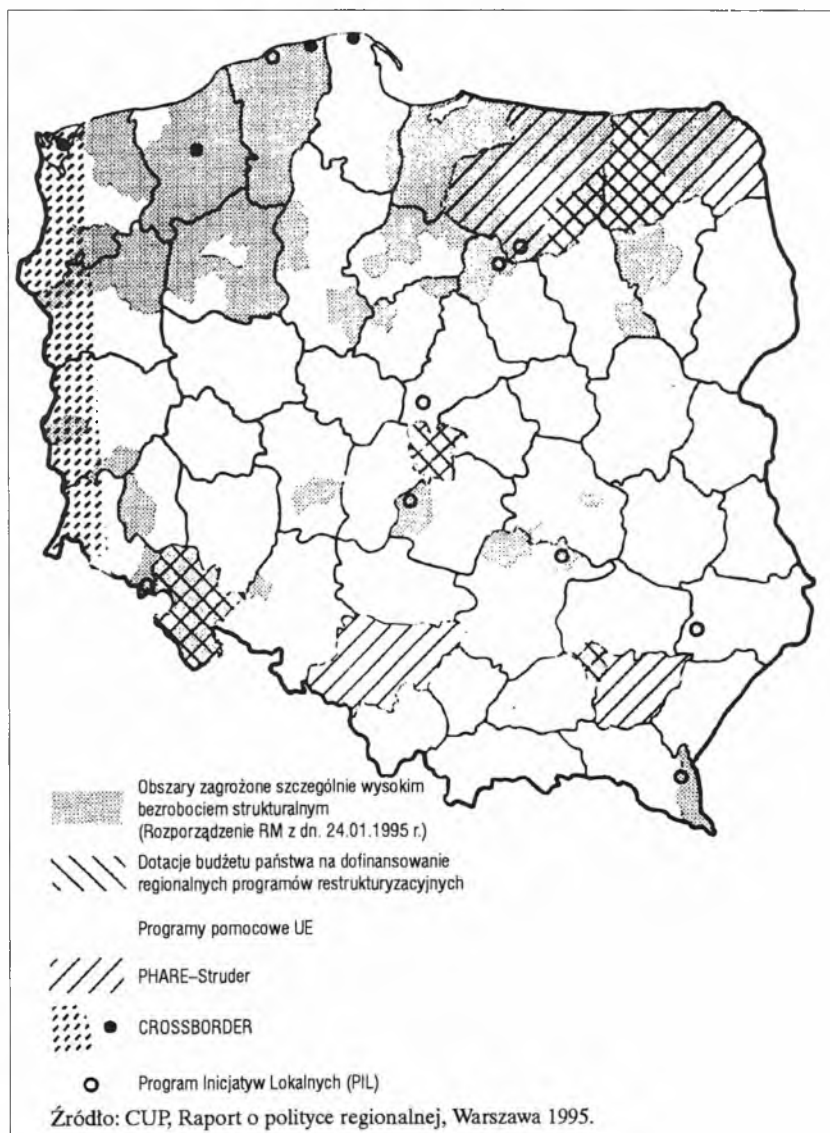 Obszary zagrożone szczególnie wysokim
bezrobociem strukturalnym
(Rozporządzenie RM z dn. 24.01.1995 r.)
Dotacje budżetu państwa na dofinansowanie
regionalnych programów restrukturyzacyjnych
Programy pomocowe UE
PHARE–Struder
CROSSBORDER
Program Inicjatyw Lokalnych (PIL)
Źródło: CUP, Raport o polityce regionalnej, Warszawa 1995.